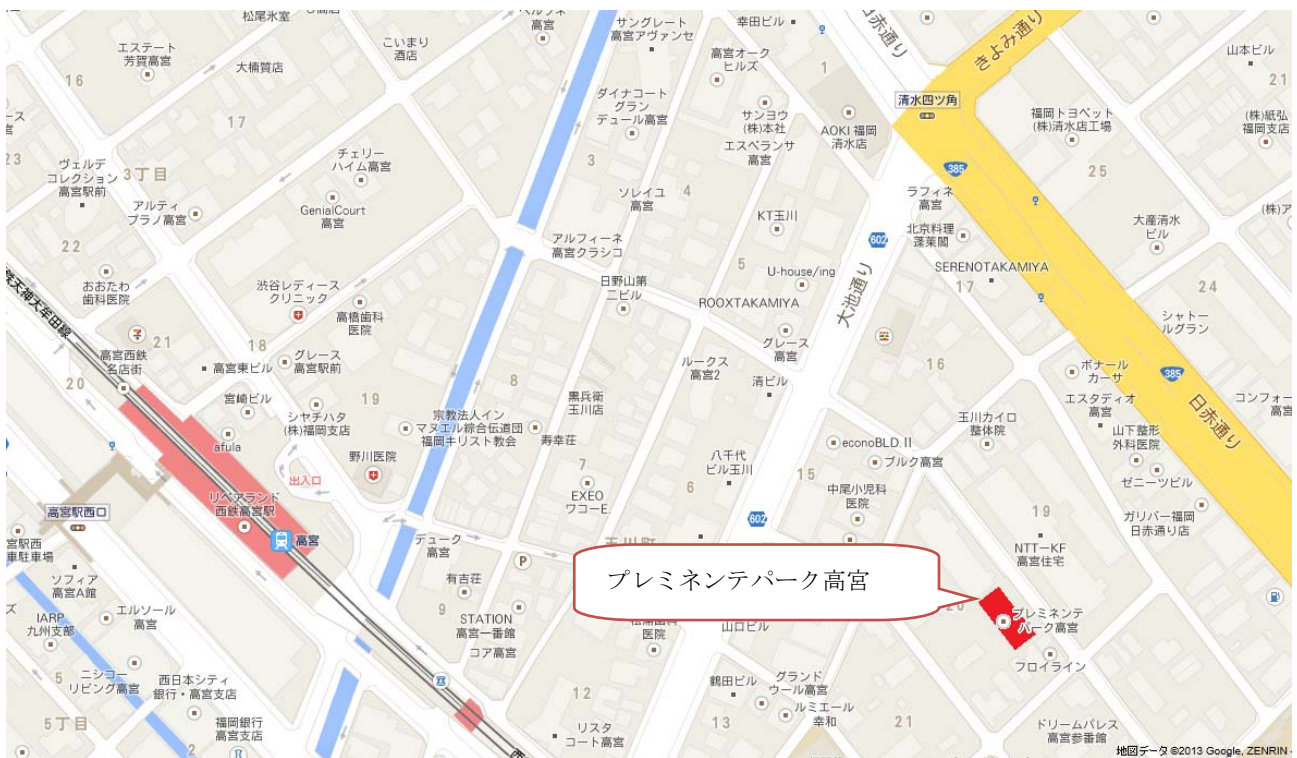 松尾氷室
高宮
サングレート
高宮アヴァンセ
幸田ビル
日赤通り
きよみ通り
エステート
芳賀高宮
大楠質店
こいまり
酒店
高宮オーク
ヒルズ
1
山本ビル
21
16
17
ダイナコート
グラン
デュール高宮
サンヨウ
(株)本社
AOKI 福岡
清水店
清水四ツ角
福岡トヨペット
(株)清水店工場
(株)紙弘
福岡支店
23
ヴェルデ
コレクション
高宮駅前
3丁目
チェリー
ハイム高宮
3
エスペランサ
高宮
385
25
アルティ
プラノ高宮
GenialCourt
高宮
ソレイユ
高宮
4
ラフィネ
高宮
22
アルフィーネ
高宮クラシコ
KT玉川
602
北京料理
蓬莱閣
大産清水
ビル
おおたわ
歯科医院
渋谷レディース
クリニック
高橋歯科
医院
日野山第
二ビル
5
U-house/ing
大池通り
SERENOTAKAMIYA
17
24
ROOXTAKAMIYA
シャトー
ルグラン
鉄天神大牟田線
21
18
高宮西鉄
名店街
高宮東ビル
グレース
高宮駅前
8
ルークス
高宮2
グレース
高宮
16
ボナール
カーサ
385
20
宮崎ビル
19
黒兵衛
玉川店
清ビル
エスタディオ
高宮
日赤通り
コンフォー
高宮
シャチハタ
(株)福岡支店
宗教法人イン
マヌエル綜合伝道団
福岡キリスト教会
寿幸荘
玉川カイロ
整体院
山下整形
外科医院
afula
野川医院
7
八千代
ビル玉川
econoBLD.II
ブルク高宮
ゼニーツビル
出入口
15
リペアランド
西鉄高宮駅
EXEO
ワコーE
6
中尾小児科
医院
19
ガリバー福岡
日赤通り店
高宮駅西口
高宮
デューク
高宮
P
602
NTT-KF
高宮住宅
宮駅西
車駐車場
ソフィア
高宮A館
有吉荘
プレミネンテパーク高宮
20
プレミネンテ
パーク高宮
IARP
九州支部
エルソール
高宮
9
STATION
高宮一番館
コア高宮
医院
山口ビル
フロイライン
5
ニシコー
リビング高宮
西日本シティ
銀行・高宮支店
12
鶴田ビル
グランド
ウール高宮
ルミエール
幸和
5丁目
2
福岡銀行
高宮支店
リスタ
コート高宮
13
21
ドリームパレス
高宮参番館
地図データ ©2013 Google, ZENRIN